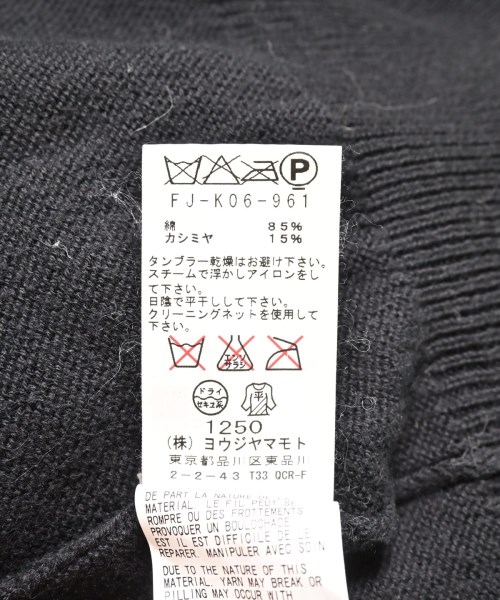 P
FJ-K06-961
綿 85%
カシミヤ 15%
タンブラー乾燥はお避け下さい。
スチームで浮かしアイロンをし
て下さい。
日陰で平干しして下さい。
クリーニングネットを使用して
下さい。
エンソ
サラシ
ドライ
セキユ系
平
1250
(株) ヨウジヤマモト
東京都品川区東品川
2-2-43 T33 QCR-F
DE PART LA NATURE
MATERIAL. LE FIL PEUT SE
ROMPRE OU DES FROTTEMENTS
PROVOQUER UN BOULOCHAGE
EST IL EST DIFFICILE DE LE
REPARER. MANIPULER AVEC SOIN
DUE TO THE NATURE OF THIS
MATERIAL, YARN MAY BREAK OR
PILLING MAY OCCUR WITH